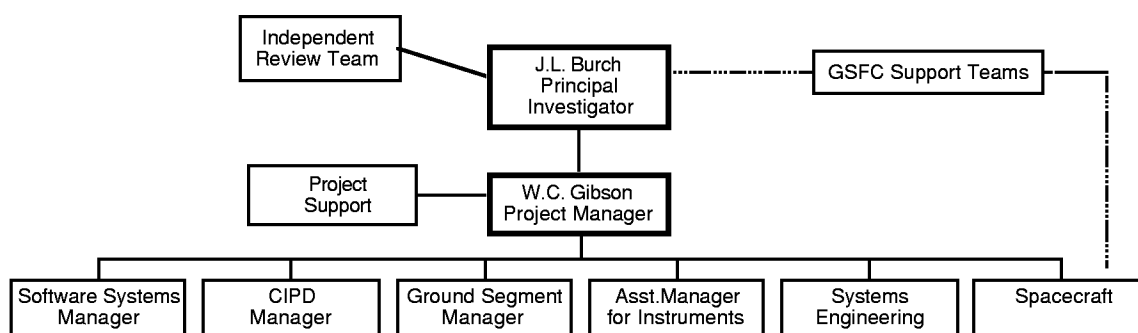 Independent
Review Team
J.L. Burch
Principal
Investigator
GSFC Support Teams
Project
Support
W.C. Gibson
Project Manager
Software Systems
Manager
CIPD
Manager
Ground Segment
Manager
Asst.Manager
for Instruments
Systems
Engineering
Spacecraft